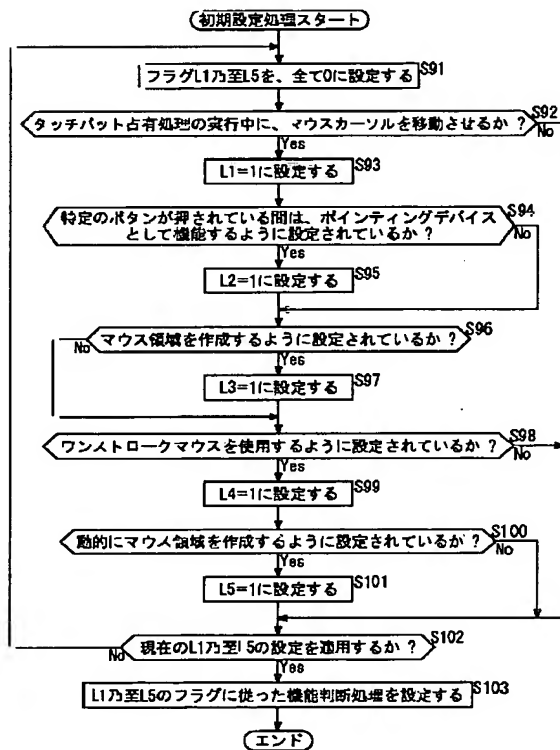 初期設定処理スタート
S91
フラグL1乃至L5を、全て0に設定する
S92
タッチパット占有処理の実行中に、マウスカーソルを移動させるか？
No
Yes
S93
L1=1に設定する
S94
特定のボタンが押されている間は、ポインティングデバイス
として機能するように設定されているか？
No
Yes
S95
L2=1に設定する
S96
マウス領域を作成するように設定されているか？
No
Yes
S97
L3=1に設定する
S98
ワンストロークマウスを使用するように設定されているか？
No
Yes
S99
L4=1に設定する
S100
動的にマウス領域を作成するように設定されているか？
No
Yes
S101
L5=1に設定する
S102
現在のL1乃至L5の設定を適用するか？
No
Yes
S103
L1乃至L5のフラグに従った機能判断処理を設定する
エンド